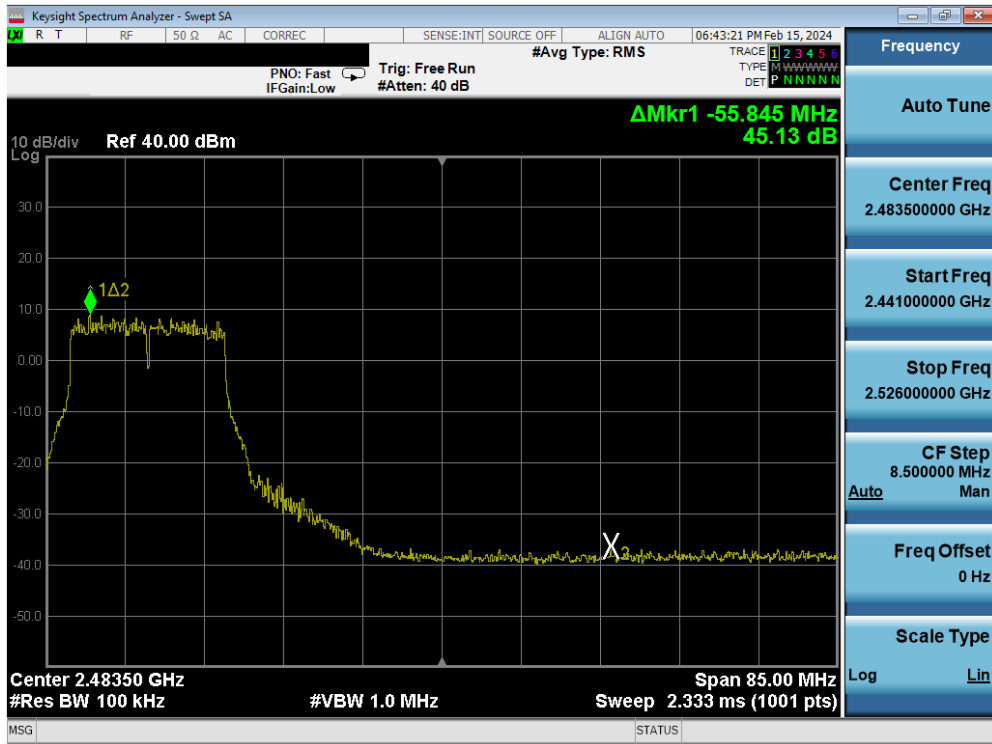 Keysight Spectrum Analyzer - Swept SA
LXI R T RF 50 Ω AC CORREC SENSE:INT SOURCE OFF ALIGN AUTO 06:43:21 PM Feb 15, 2024
#Avg Type: RMS TRACE 1 2 3 4 5 6
PNO: Fast Trig: Free Run TYPE M WWWWW
IFGain:Low #Atten: 40 dB DET P N N N N N
ΔMkr1 -55.845 MHz
45.13 dB
10 dB/div Ref 40.00 dBm
Log
30.0
20.0
1Δ2
10.0
0.00
-10.0
-20.0
-30.0
X2
-40.0
-50.0
Center 2.48350 GHz Span 85.00 MHz
#Res BW 100 kHz #VBW 1.0 MHz Sweep 2.333 ms (1001 pts)
MSG STATUS
Frequency
Auto Tune
Center Freq
2.483500000 GHz
Start Freq
2.441000000 GHz
Stop Freq
2.526000000 GHz
CF Step
8.500000 MHz
Auto Man
Freq Offset
0 Hz
Scale Type
Log Lin